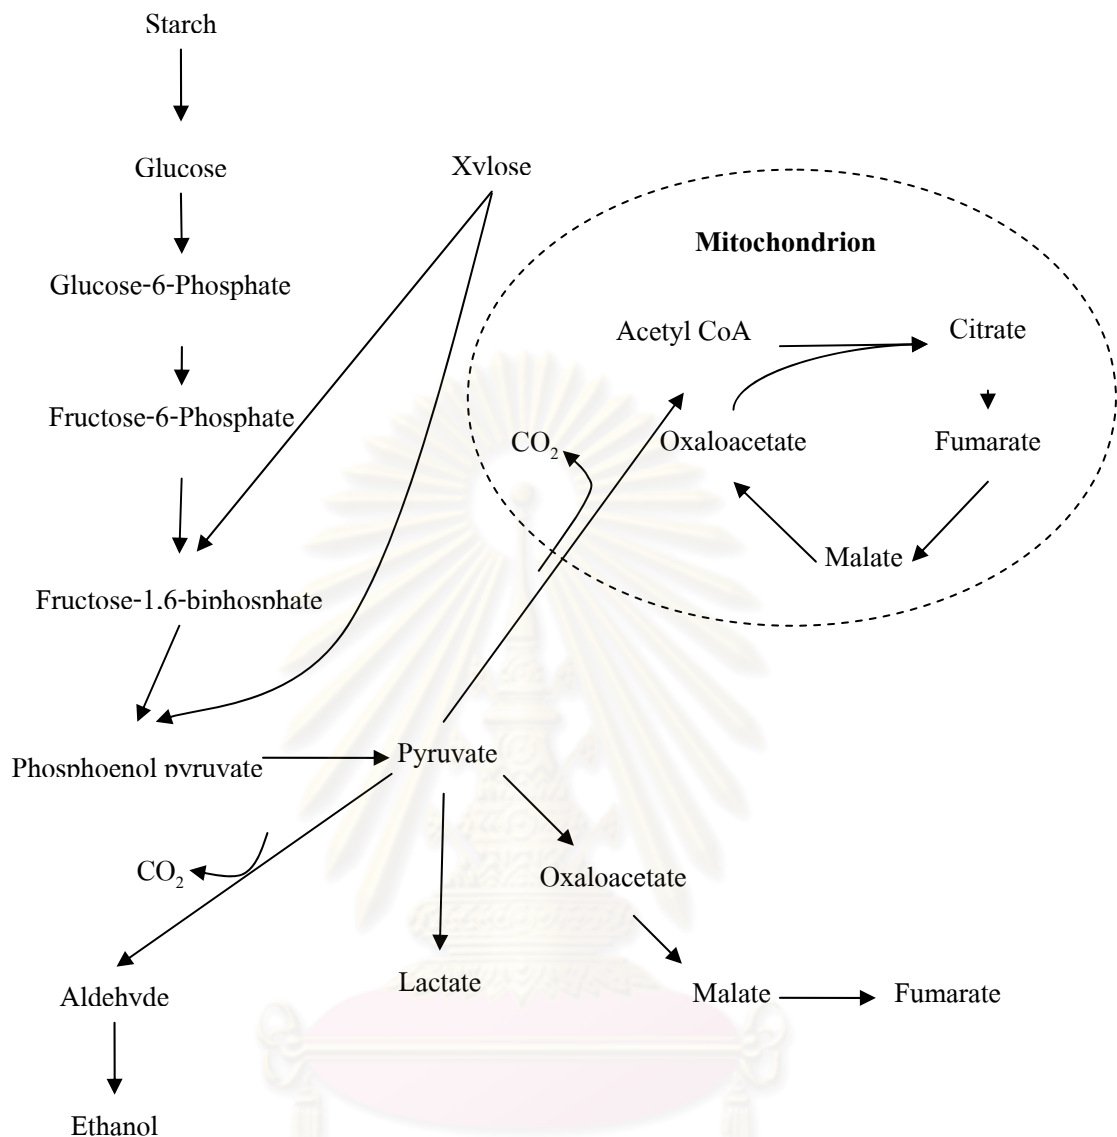 Starch
Glucose
Xylose
Mitochondrion
Glucose-6-Phosphate
Acetyl CoA
Citrate
Fructose-6-Phosphate
CO₂
Oxaloacetate
Fumarate
Malate
Fructose-1,6-biphosphate
Phosphoenol pyruvate
Pyruvate
CO₂
Oxaloacetate
Lactate
Malate
Fumarate
Aldehyde
Ethanol